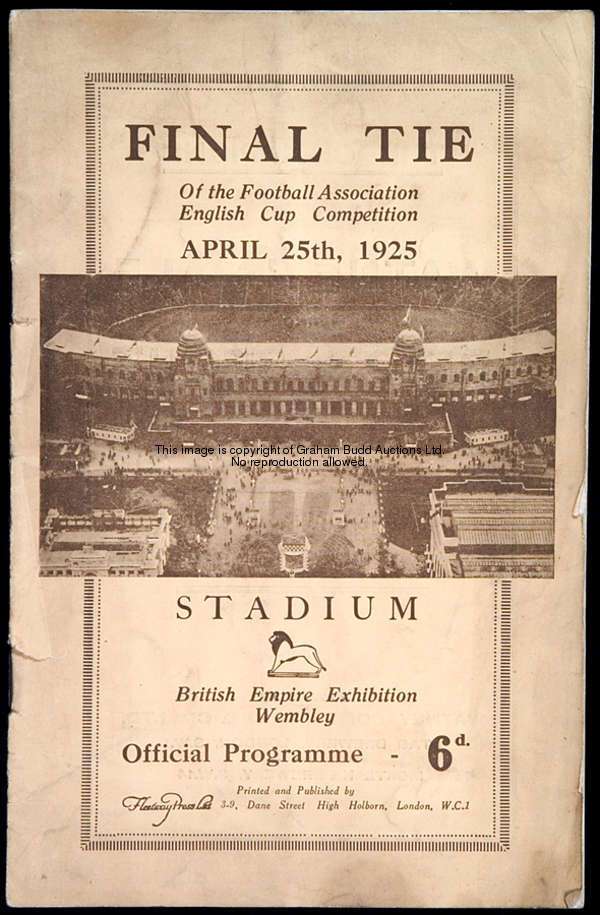 FINAL TIE
Of the Football Association
English Cup Competition
APRIL 25th, 1925
This image is copyright of Graham Budd Auctions Ltd.
No reproduction allowed.
STADIUM
British Empire Exhibition
Wembley
Official Programme - 6d.
Printed and Published by
Fleetway Press Ltd 3-9, Dane Street High Holborn, London, W.C.1